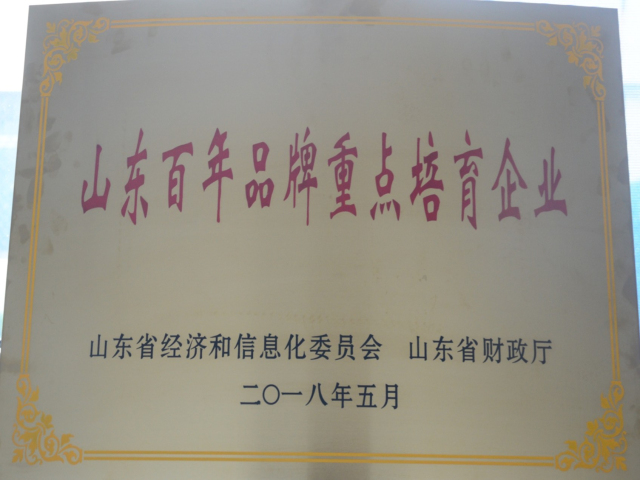 山东百年品牌重点培育企业
山东省经济和信息化委员会 山东省财政厅
二〇一八年五月